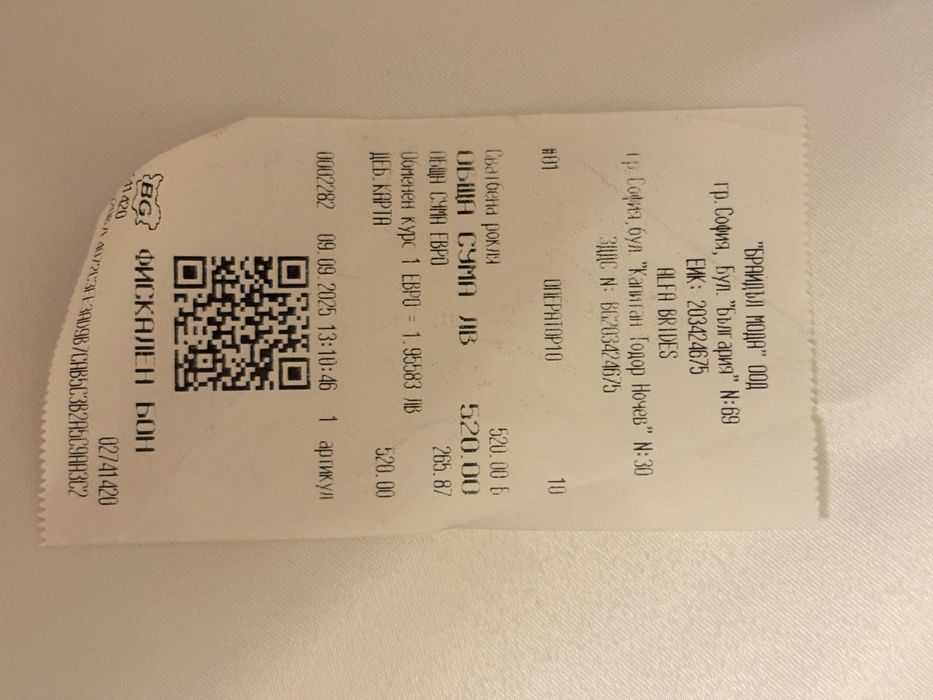 "БРАЙДЪЛ МОДА" ООД
гр.София, Бул."България" N:69
ЕИК: 203424675
ALFA BRIDES
гр.София,бул."Капитан Тодор Ночев" N:30
ЗДДС N: BG203424675
#01 ОПЕРАТОР10 10
Сватбена рокля 520.00 Б
ОБЩА СУМА ЛВ 520.00
ОБЩА СУМА ЕВРО 265.87
Обменен курс 1 ЕВРО = 1.95583 ЛВ
ДЕБ.КАРТА 520.00
0002282 09.09.2025 13:10:46 1 артикул
BG ФИСКАЛЕН БОН
02741420